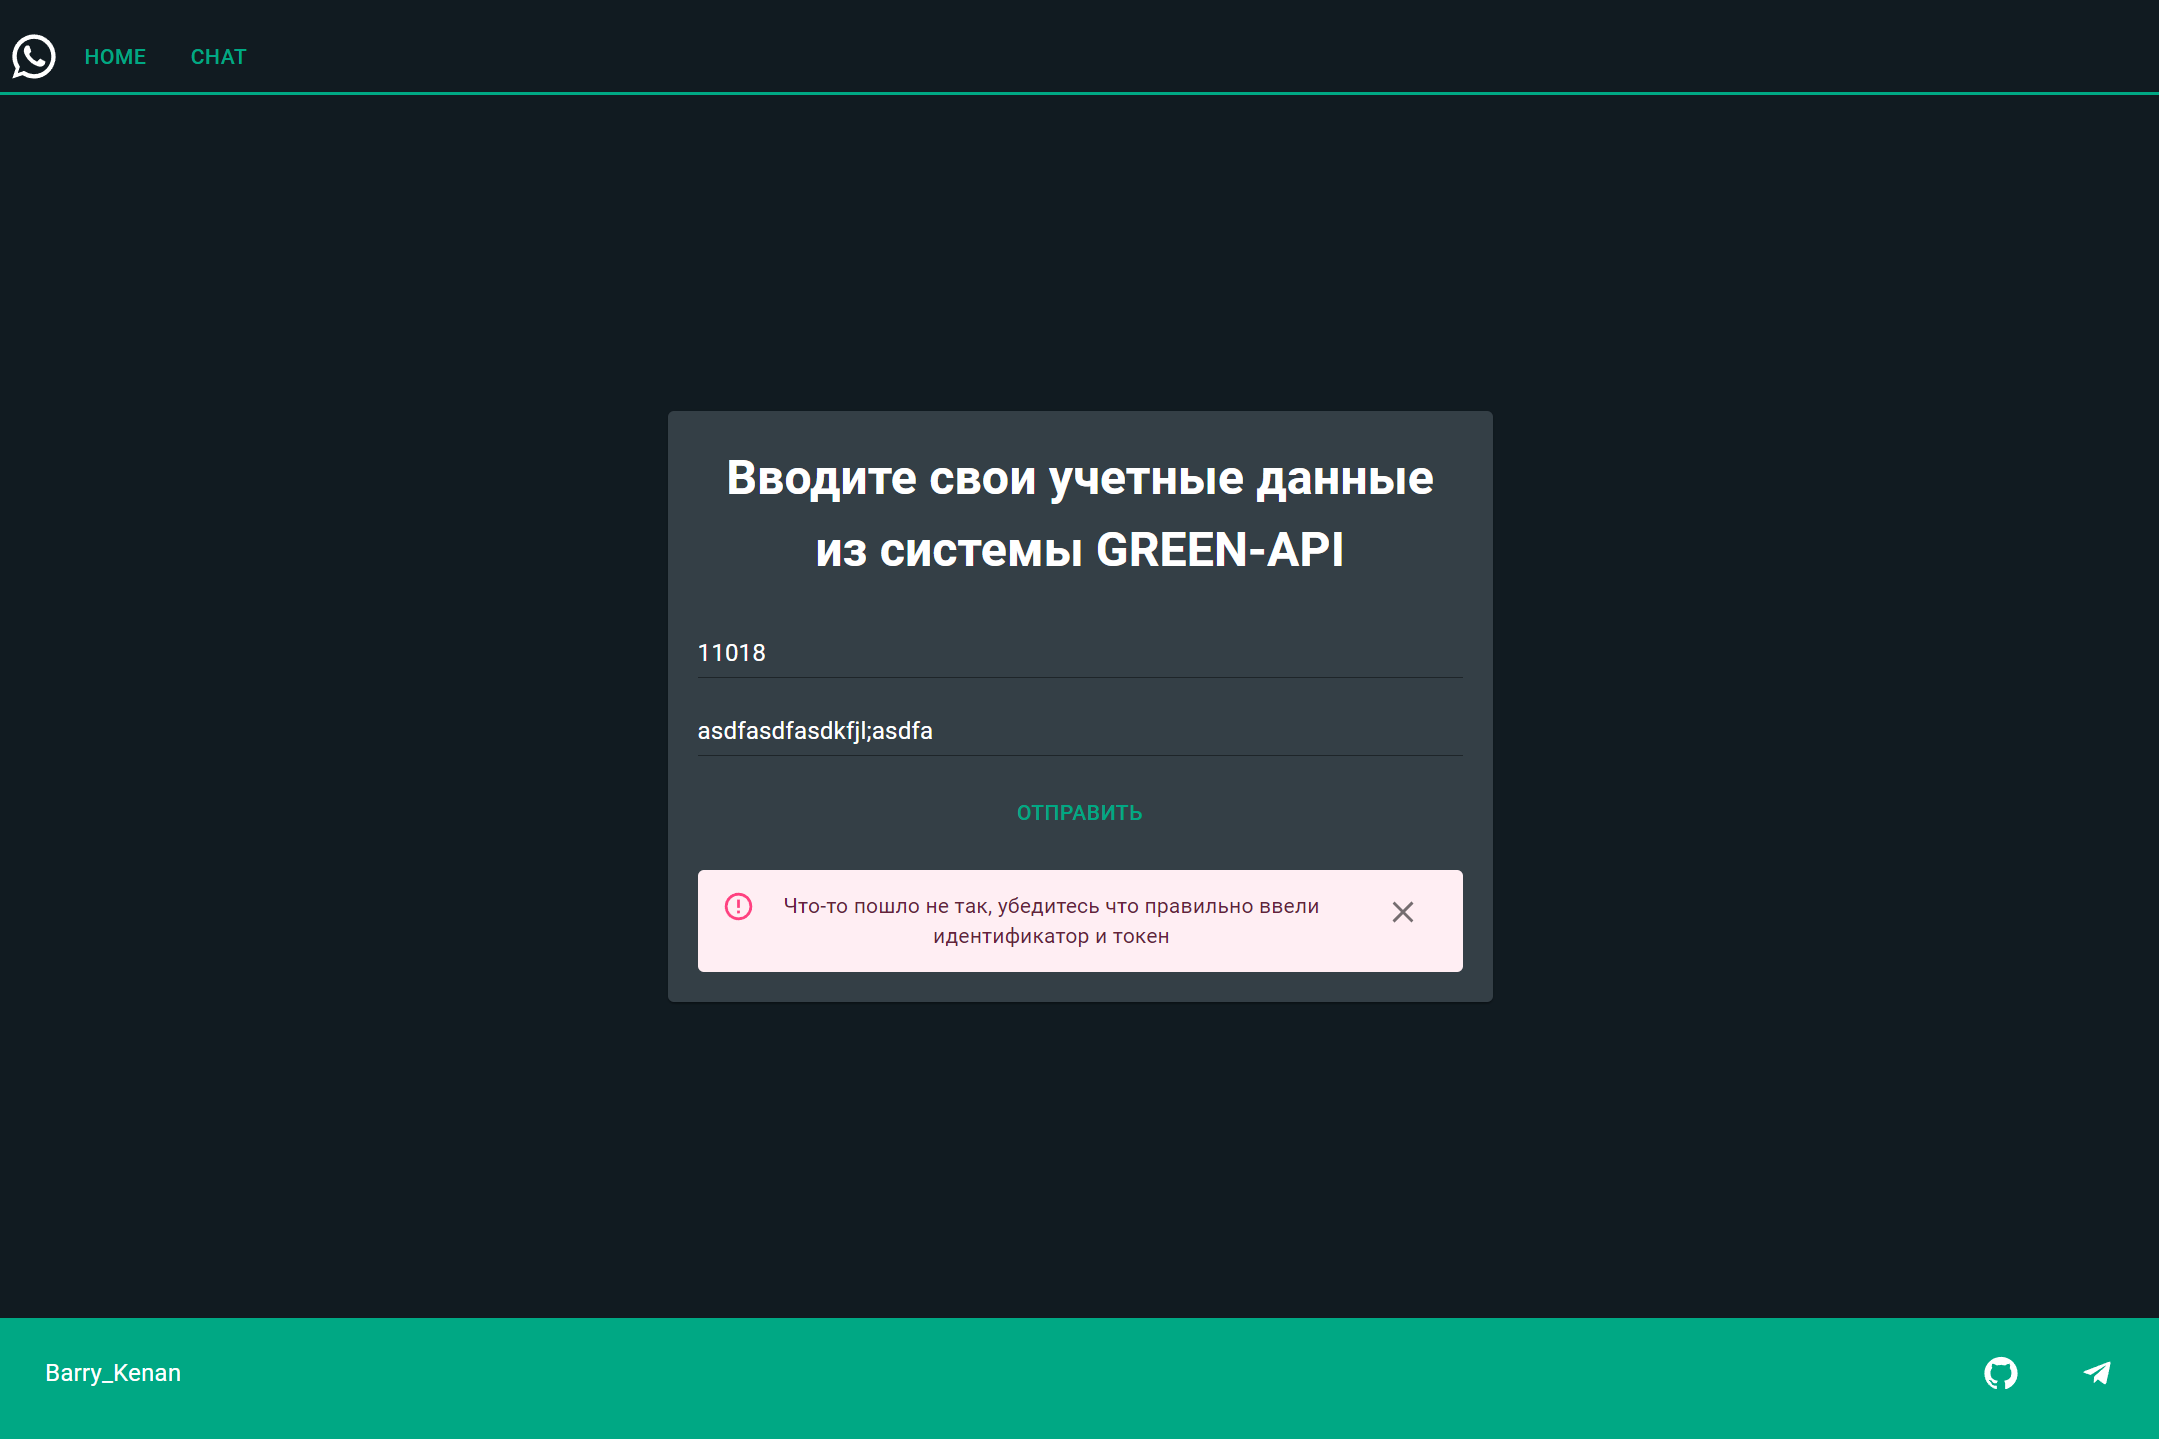 HOME CHAT
Вводите свои учетные данные
из системы GREEN-API
11018
asdfasdfasdkfjl;asdfa
ОТПРАВИТЬ
Что-то пошло не так, убедитесь что правильно ввели
идентификатор и токен
Barry_Kenan